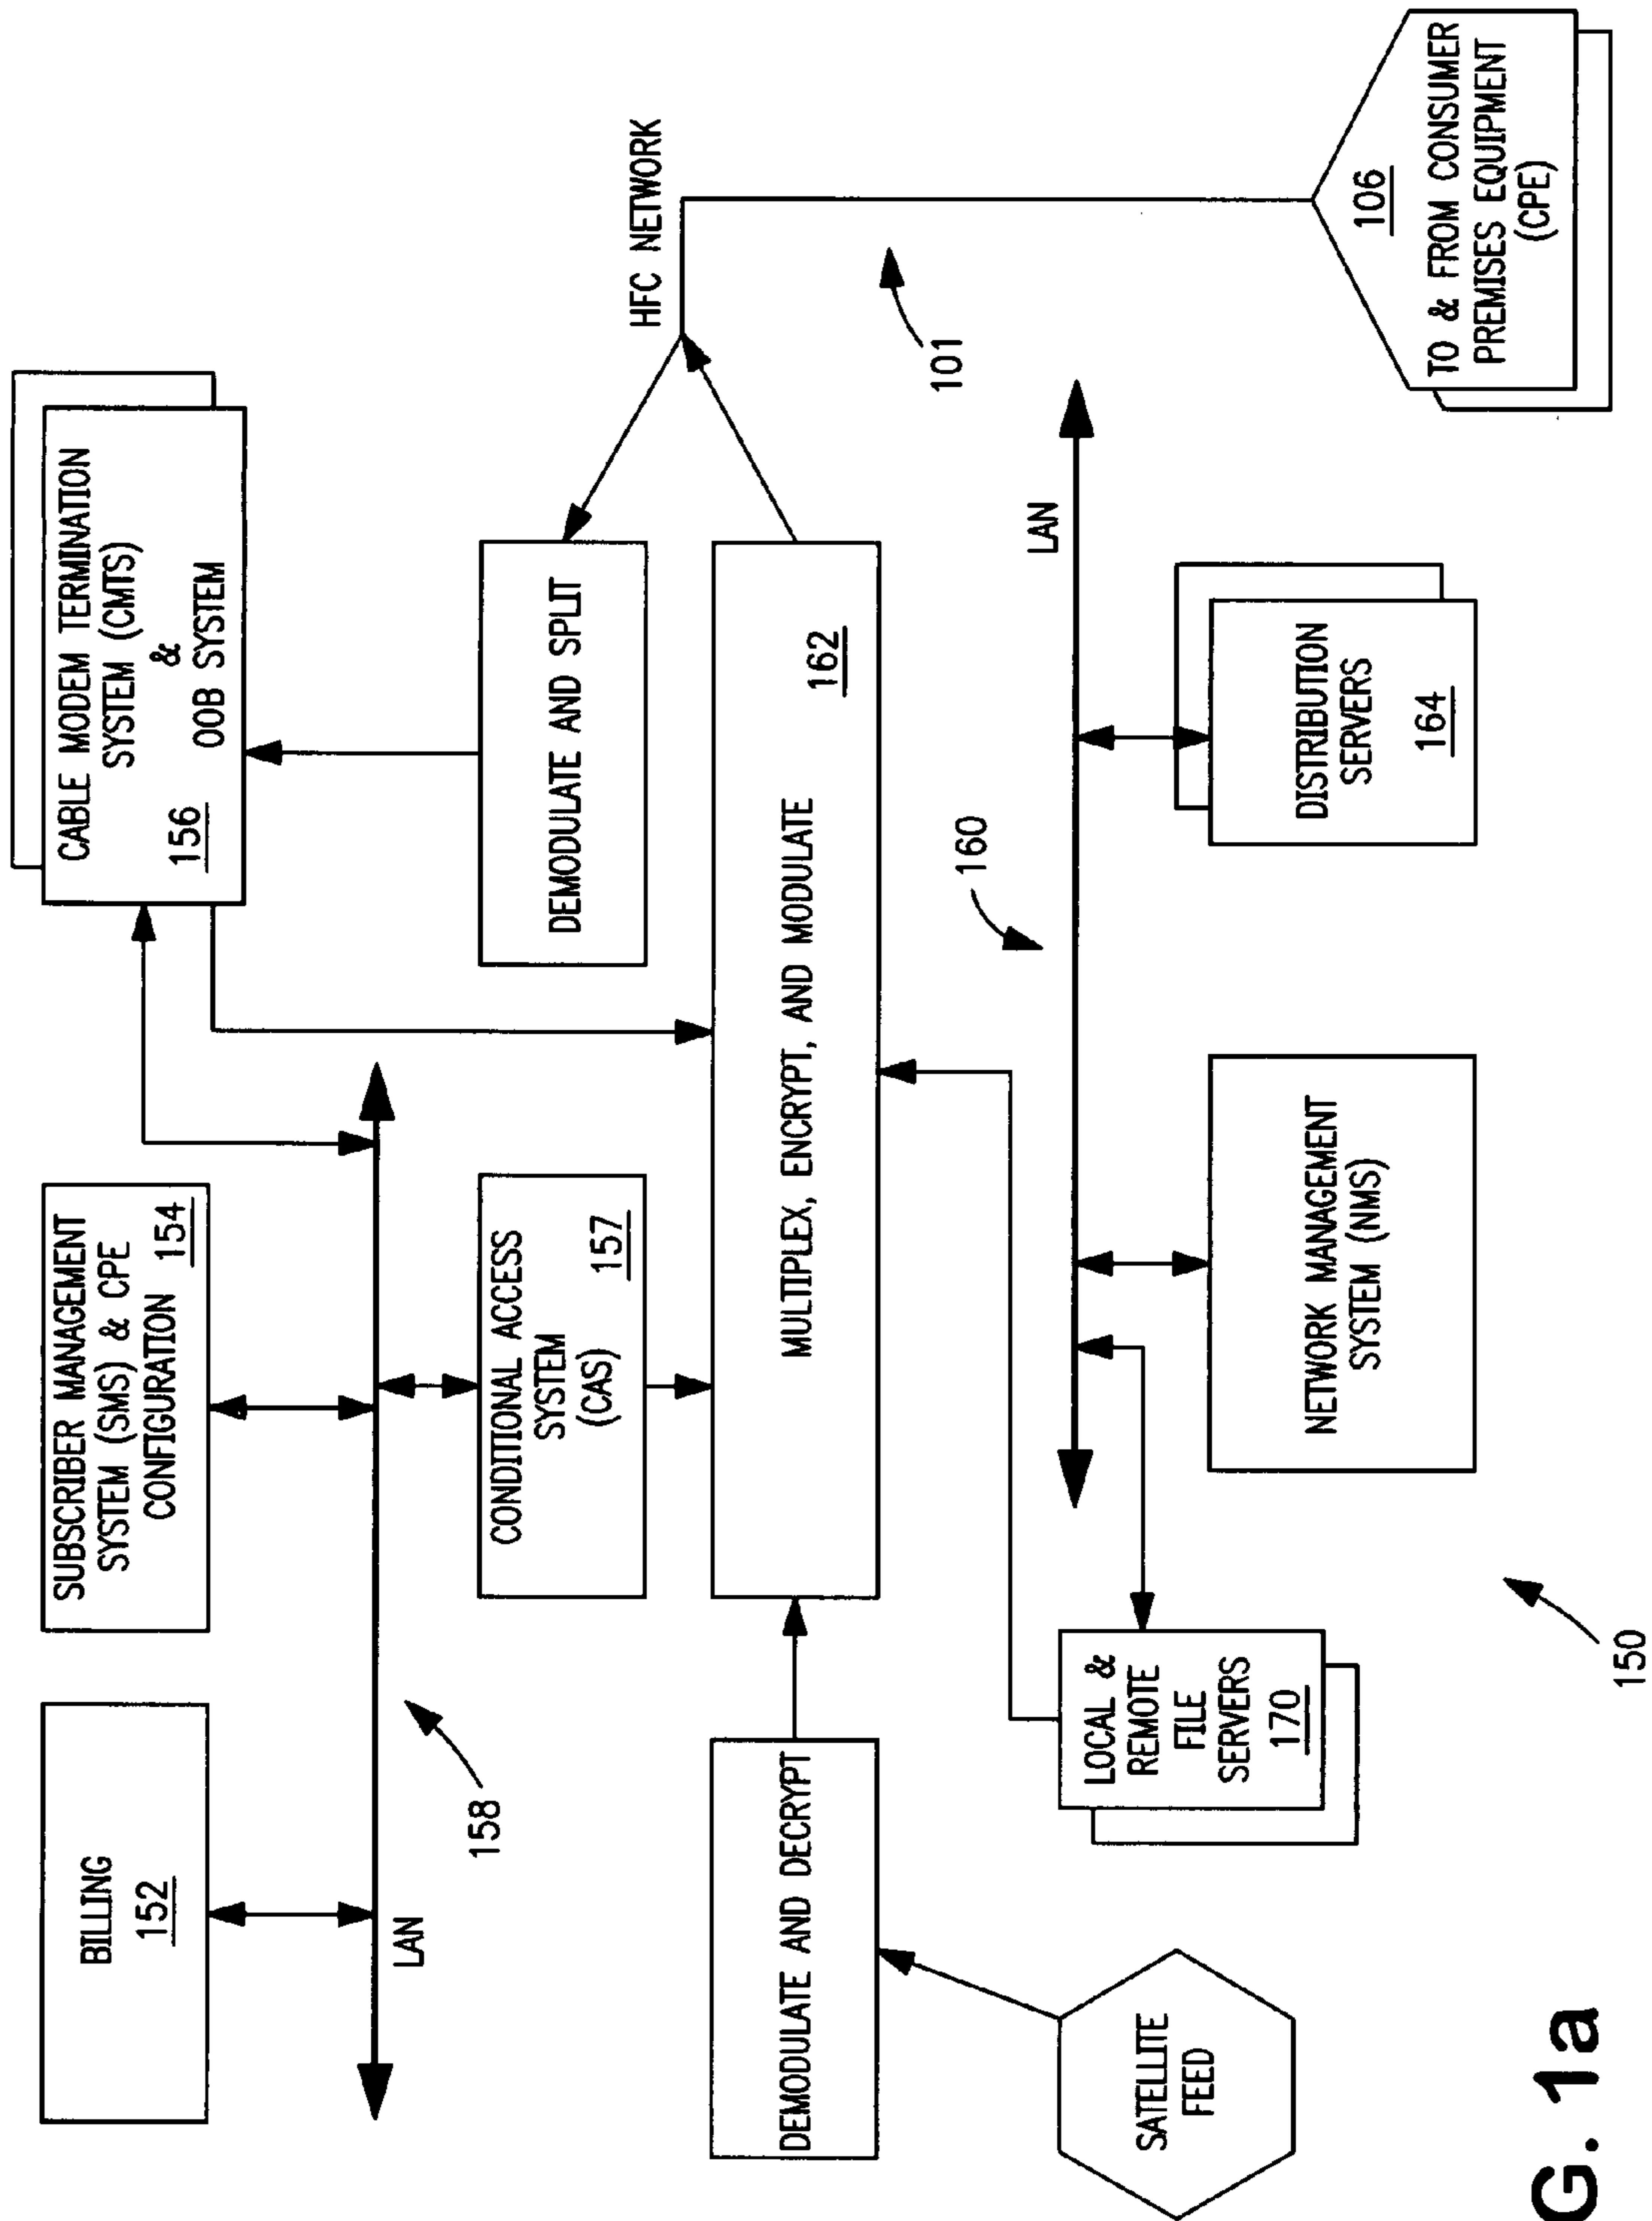 BILLING
152
SUBSCRIBER MANAGEMENT
SYSTEM (SMS) & CPE
CONFIGURATION 154
CABLE MODEM TERMINATION
SYSTEM (CMTS)
&
156 OOB SYSTEM
LAN
158
CONDITIONAL ACCESS
SYSTEM 157
(CAS)
DEMODULATE AND SPLIT
HFC NETWORK
DEMODULATE AND DECRYPT
MULTIPLEX, ENCRYPT, AND MODULATE
162
101
160
LAN
SATELLITE
FEED
LOCAL &
REMOTE
FILE
SERVERS
170
NETWORK MANAGEMENT
SYSTEM (NMS)
DISTRIBUTION
SERVERS
164
106
TO & FROM CONSUMER
PREMISES EQUIPMENT
(CPE)
150
G. 1a